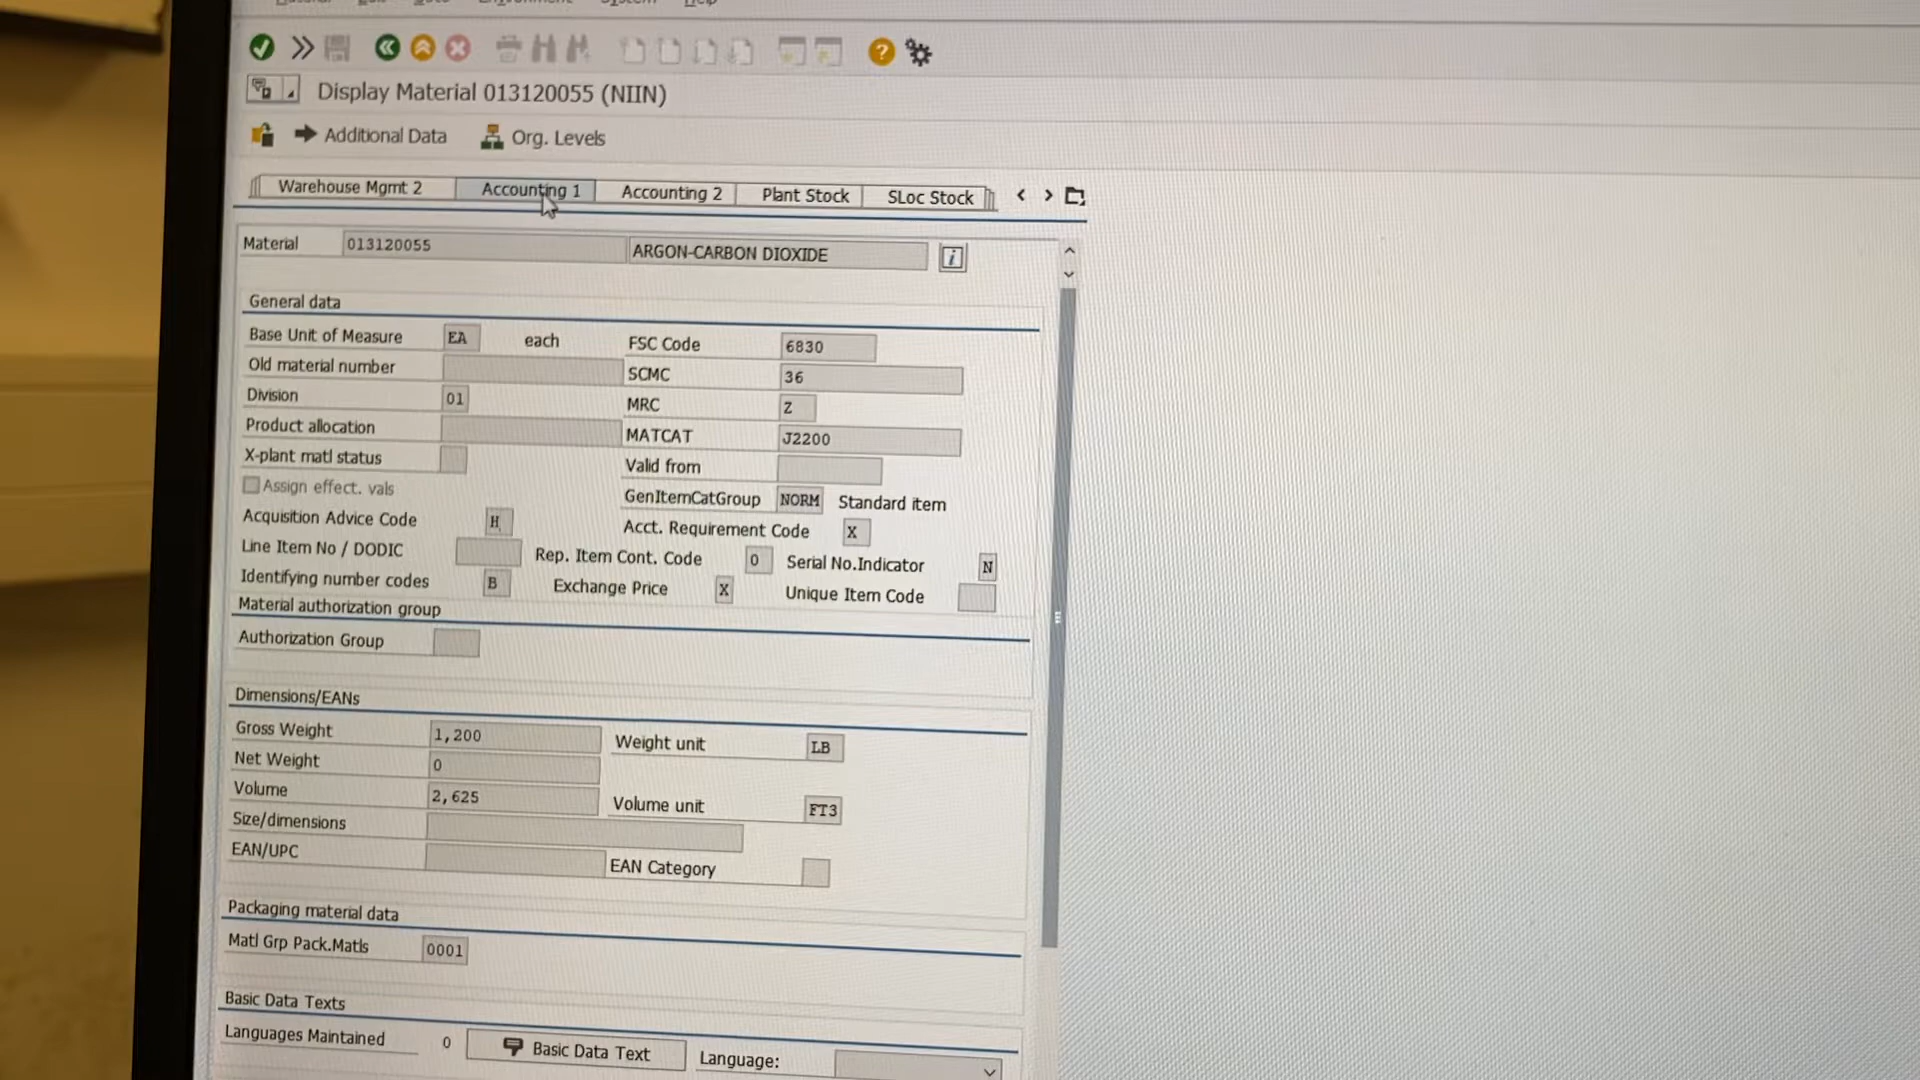 Environment System Help
Display Material 013120055 (NIIN)
Additional Data Org. Levels
Warehouse Mgmt 2 Accounting 1 Accounting 2 Plant Stock SLoc Stock
Material 013120055 ARGON-CARBON DIOXIDE
General data
Base Unit of Measure EA each FSC Code 6830
Old material number SCMC 36
Division 01 MRC Z
Product allocation MATCAT J2200
X-plant matl status Valid from
Assign effect. vals GenItemCatGroup NORM Standard item
Acquisition Advice Code H Acct. Requirement Code X
Line Item No / DODIC Rep. Item Cont. Code 0 Serial No.Indicator N
Identifying number codes B Exchange Price X Unique Item Code
Material authorization group
Authorization Group
Dimensions/EANs
Gross Weight 1,200 Weight unit LB
Net Weight 0
Volume 2,625 Volume unit FT3
Size/dimensions
EAN/UPC EAN Category
Packaging material data
Matl Grp Pack.Matls 0001
Basic Data Texts
Languages Maintained 0 Basic Data Text Language: